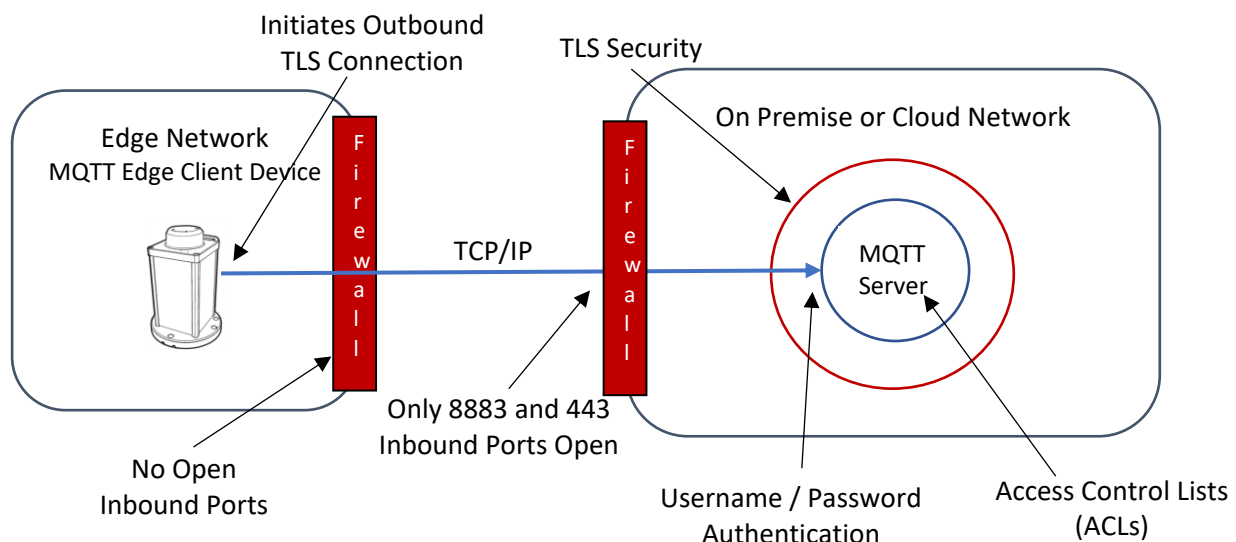 Initiates Outbound
TLS Connection
TLS Security
Edge Network
MQTT Edge Client Device
Firewall
TCP/IP
Firewall
On Premise or Cloud Network
MQTT
Server
No Open
Inbound Ports
Only 8883 and 443
Inbound Ports Open
Username / Password
Authentication
Access Control Lists
(ACLs)